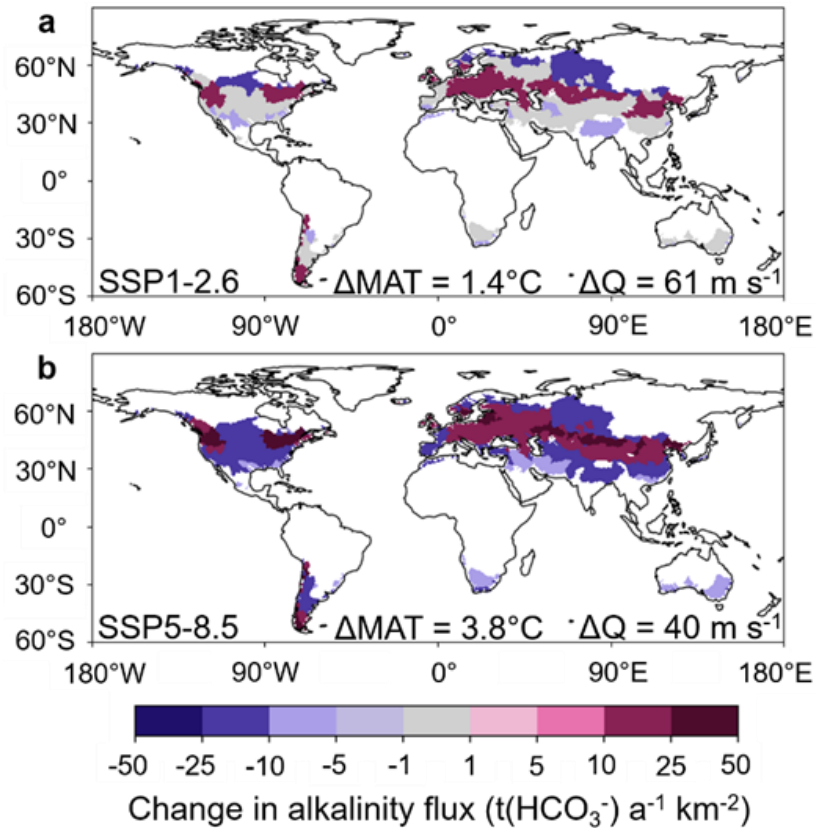 a
60°N
30°N
0°
30°S
60°S
SSP1-2.6 ΔMAT = 1.4°C ΔQ = 61 m s-1
180°W 90°W 0° 90°E 180°E
b
60°N
30°N
0°
30°S
60°S
SSP5-8.5 ΔMAT = 3.8°C ΔQ = 40 m s-1
180°W 90°W 0° 90°E 180°E
-50 -25 -10 -5 -1 1 5 10 25 50
Change in alkalinity flux (t(HCO₃⁻) a⁻¹ km⁻²)